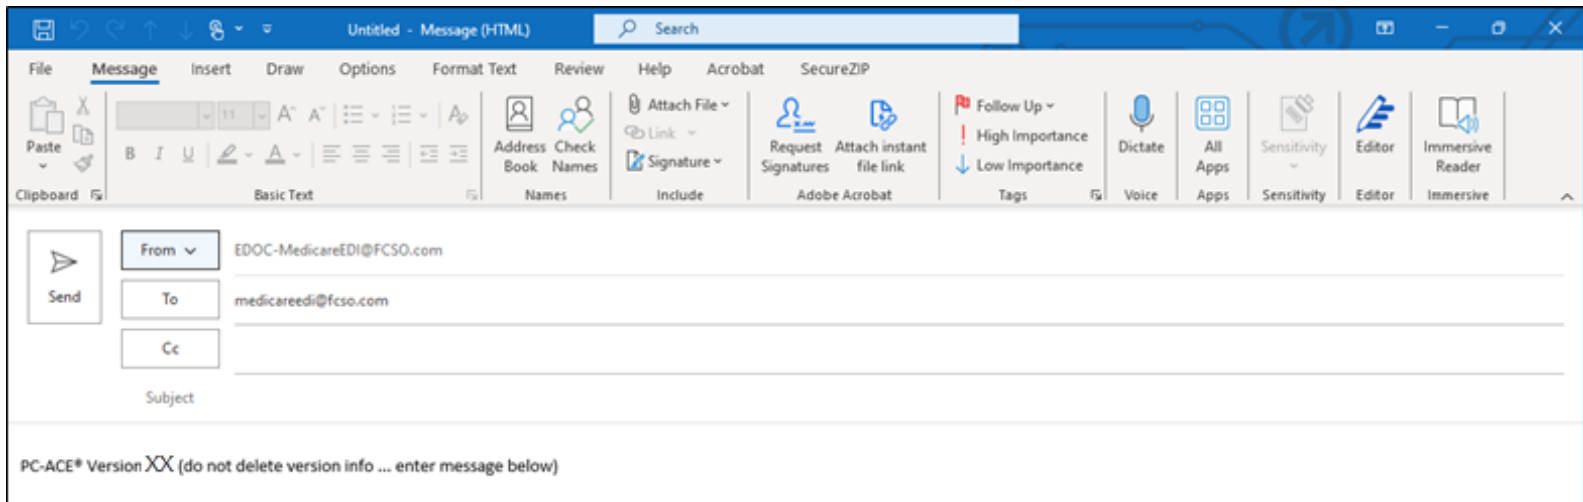 Untitled - Message (HTML)
Search
File Message Insert Draw Options Format Text Review Help Acrobat SecureZIP
Paste
Clipboard
11
B I U
Basic Text
Address Book
Check Names
Names
Attach File
Link
Signature
Include
Request Signatures
Attach instant file link
Adobe Acrobat
Follow Up
High Importance
Low Importance
Tags
Dictate
Voice
All Apps
Apps
Sensitivity
Sensitivity
Editor
Editor
Immersive Reader
Immersive
Send
From EDOC-MedicareEDI@FCSO.com
To medicareedi@fcso.com
Cc
Subject
PC-ACE® Version XX (do not delete version info ... enter message below)